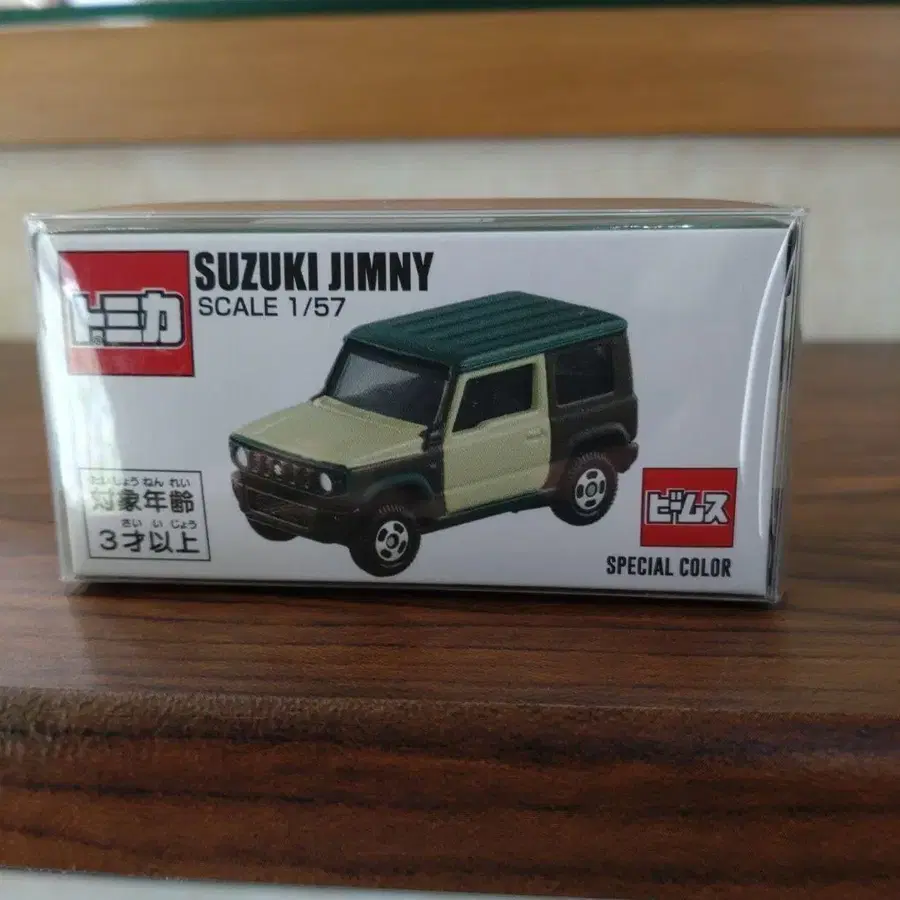 トミカ
SUZUKI JIMNY
SCALE 1/57
たいしょう ねん れい
対象年齢
さい い じょう
3才以上
ビームス
SPECIAL COLOR